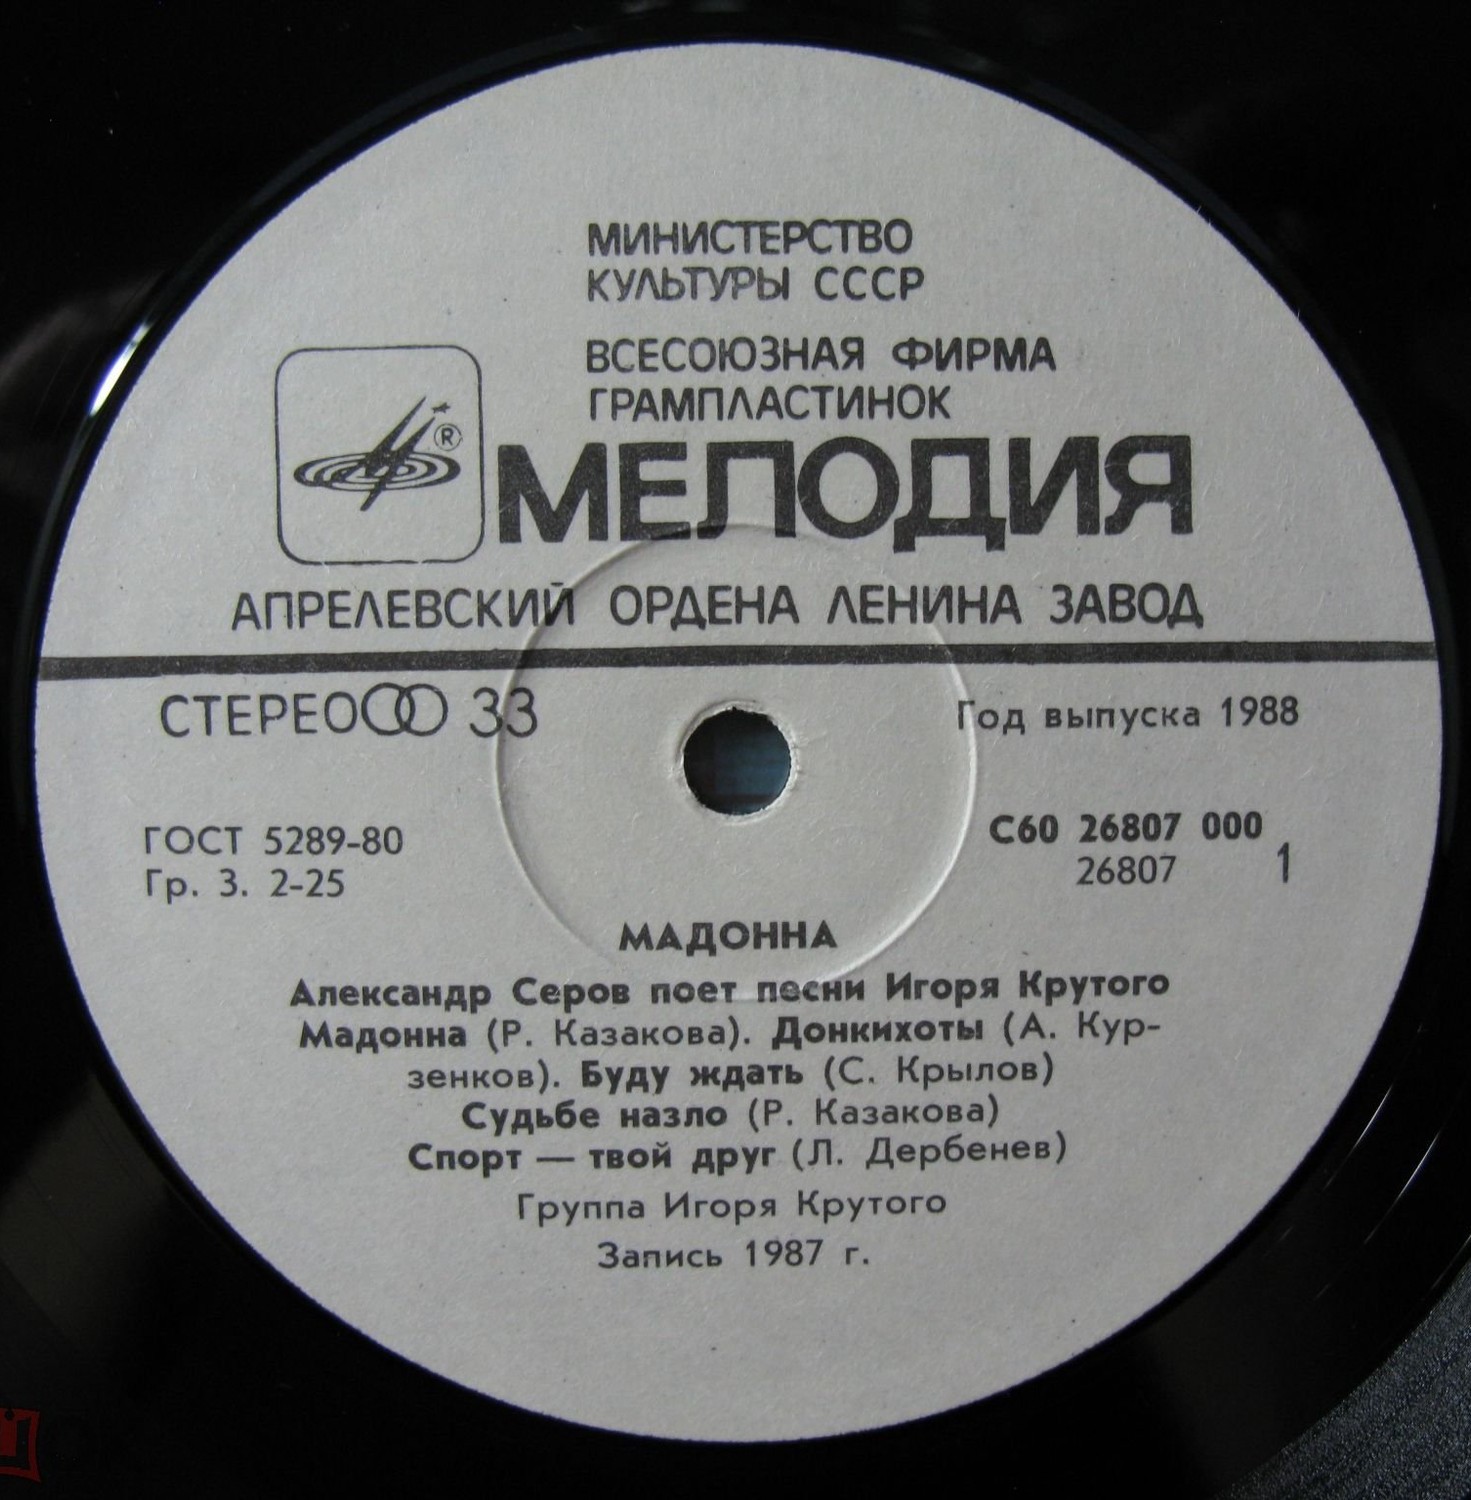 МИНИСТЕРСТВО
КУЛЬТУРЫ СССР
ВСЕСОЮЗНАЯ ФИРМА
ГРАМПЛАСТИНОК
®
МЕЛОДИЯ
АПРЕЛЕВСКИЙ ОРДЕНА ЛЕНИНА ЗАВОД
СТЕРЕО 33
Год выпуска 1988
ГОСТ 5289-80
Гр. 3. 2-25
С60 26807 000
26807 1
МАДОННА
Александр Серов поет песни Игоря Крутого
Мадонна (Р. Казакова). Донкихоты (А. Кур-
зенков). Буду ждать (С. Крылов)
Судьбе назло (Р. Казакова)
Спорт — твой друг (Л. Дербенев)
Группа Игоря Крутого
Запись 1987 г.